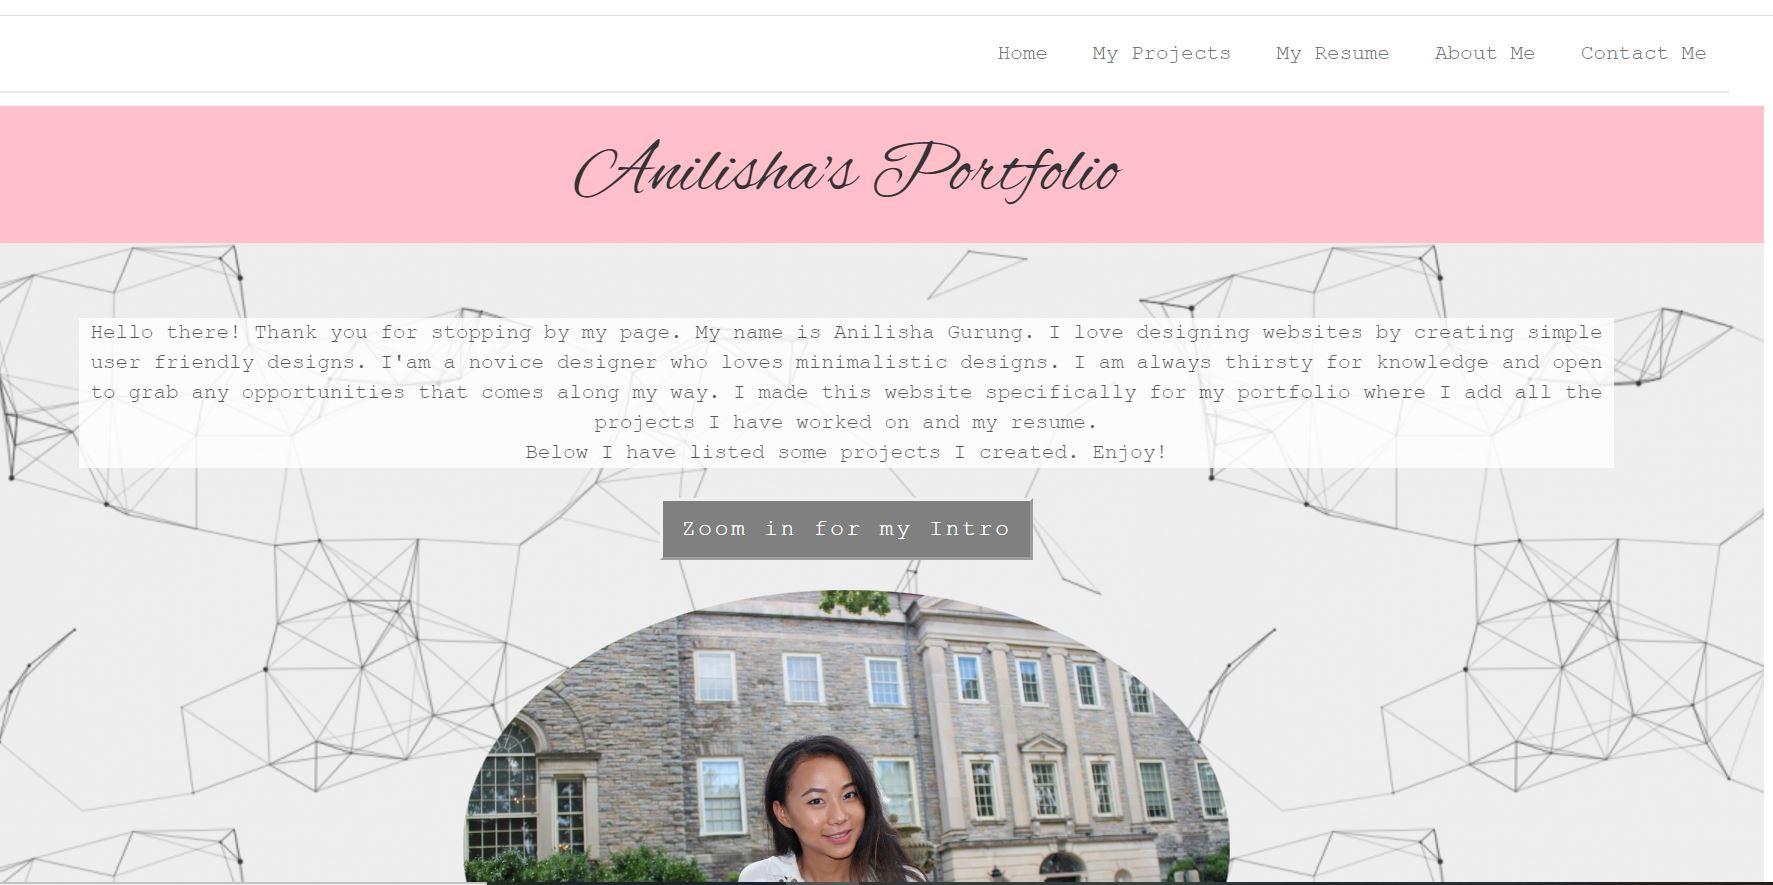 Home My Projects My Resume About Me Contact Me
Anilisha's Portfolio
Hello there! Thank you for stopping by my page. My name is Anilisha Gurung. I love designing websites by creating simple
user friendly designs. I'am a novice designer who loves minimalistic designs. I am always thirsty for knowledge and open
to grab any opportunities that comes along my way. I made this website specifically for my portfolio where I add all the
projects I have worked on and my resume.
Below I have listed some projects I created. Enjoy!
Zoom in for my Intro